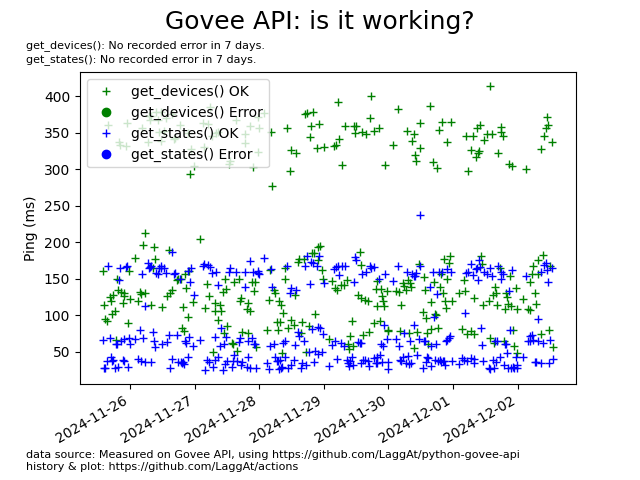 Govee API: is it working?
get_devices(): No recorded error in 7 days.
get_states(): No recorded error in 7 days.
get_devices() OK
get_devices() Error
get_states() OK
get_states() Error
Ping (ms)
400
350
300
250
200
150
100
50
2024-11-26
2024-11-27
2024-11-28
2024-11-29
2024-11-30
2024-12-01
2024-12-02
data source: Measured on Govee API, using https://github.com/LaggAt/python-govee-api
history & plot: https://github.com/LaggAt/actions